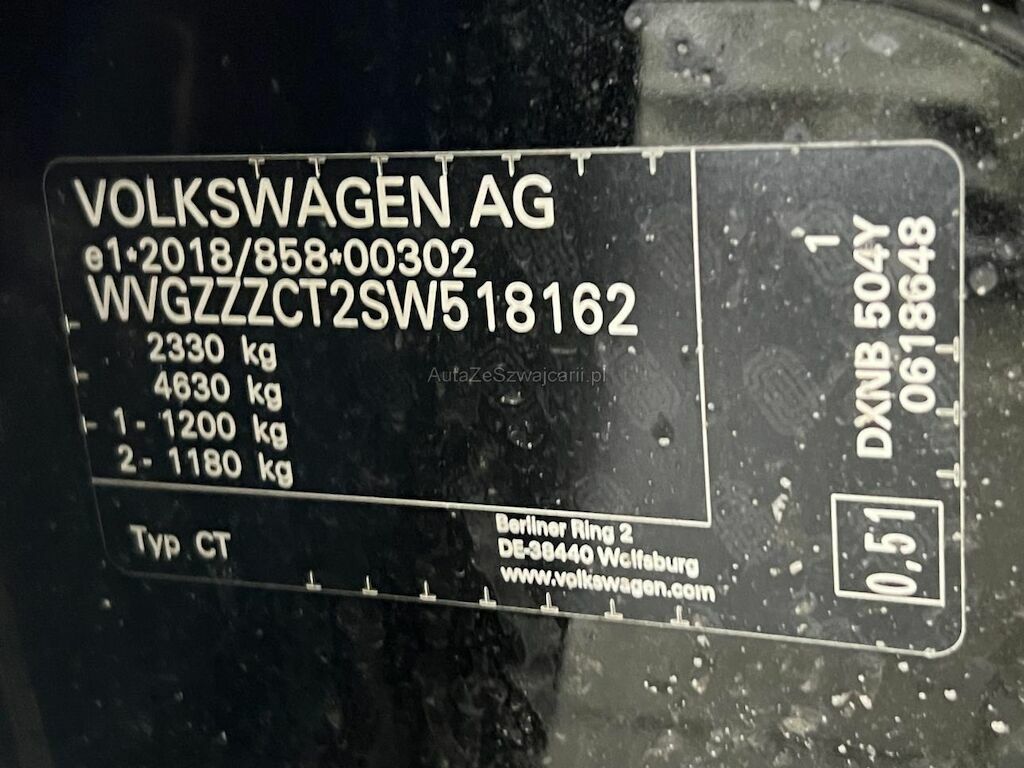 VOLKSWAGEN AG
e1*2018/858*00302
WVGZZZCT2SW518162
2330 kg
4630 kg
1 - 1200 kg
2 - 1180 kg
Typ CT
Berliner Ring 2
DE-38440 Wolfsburg
www.volkswagen.com
1
DXNB 504Y
0618648
0,51
AutaZeSzwajcarii.pl